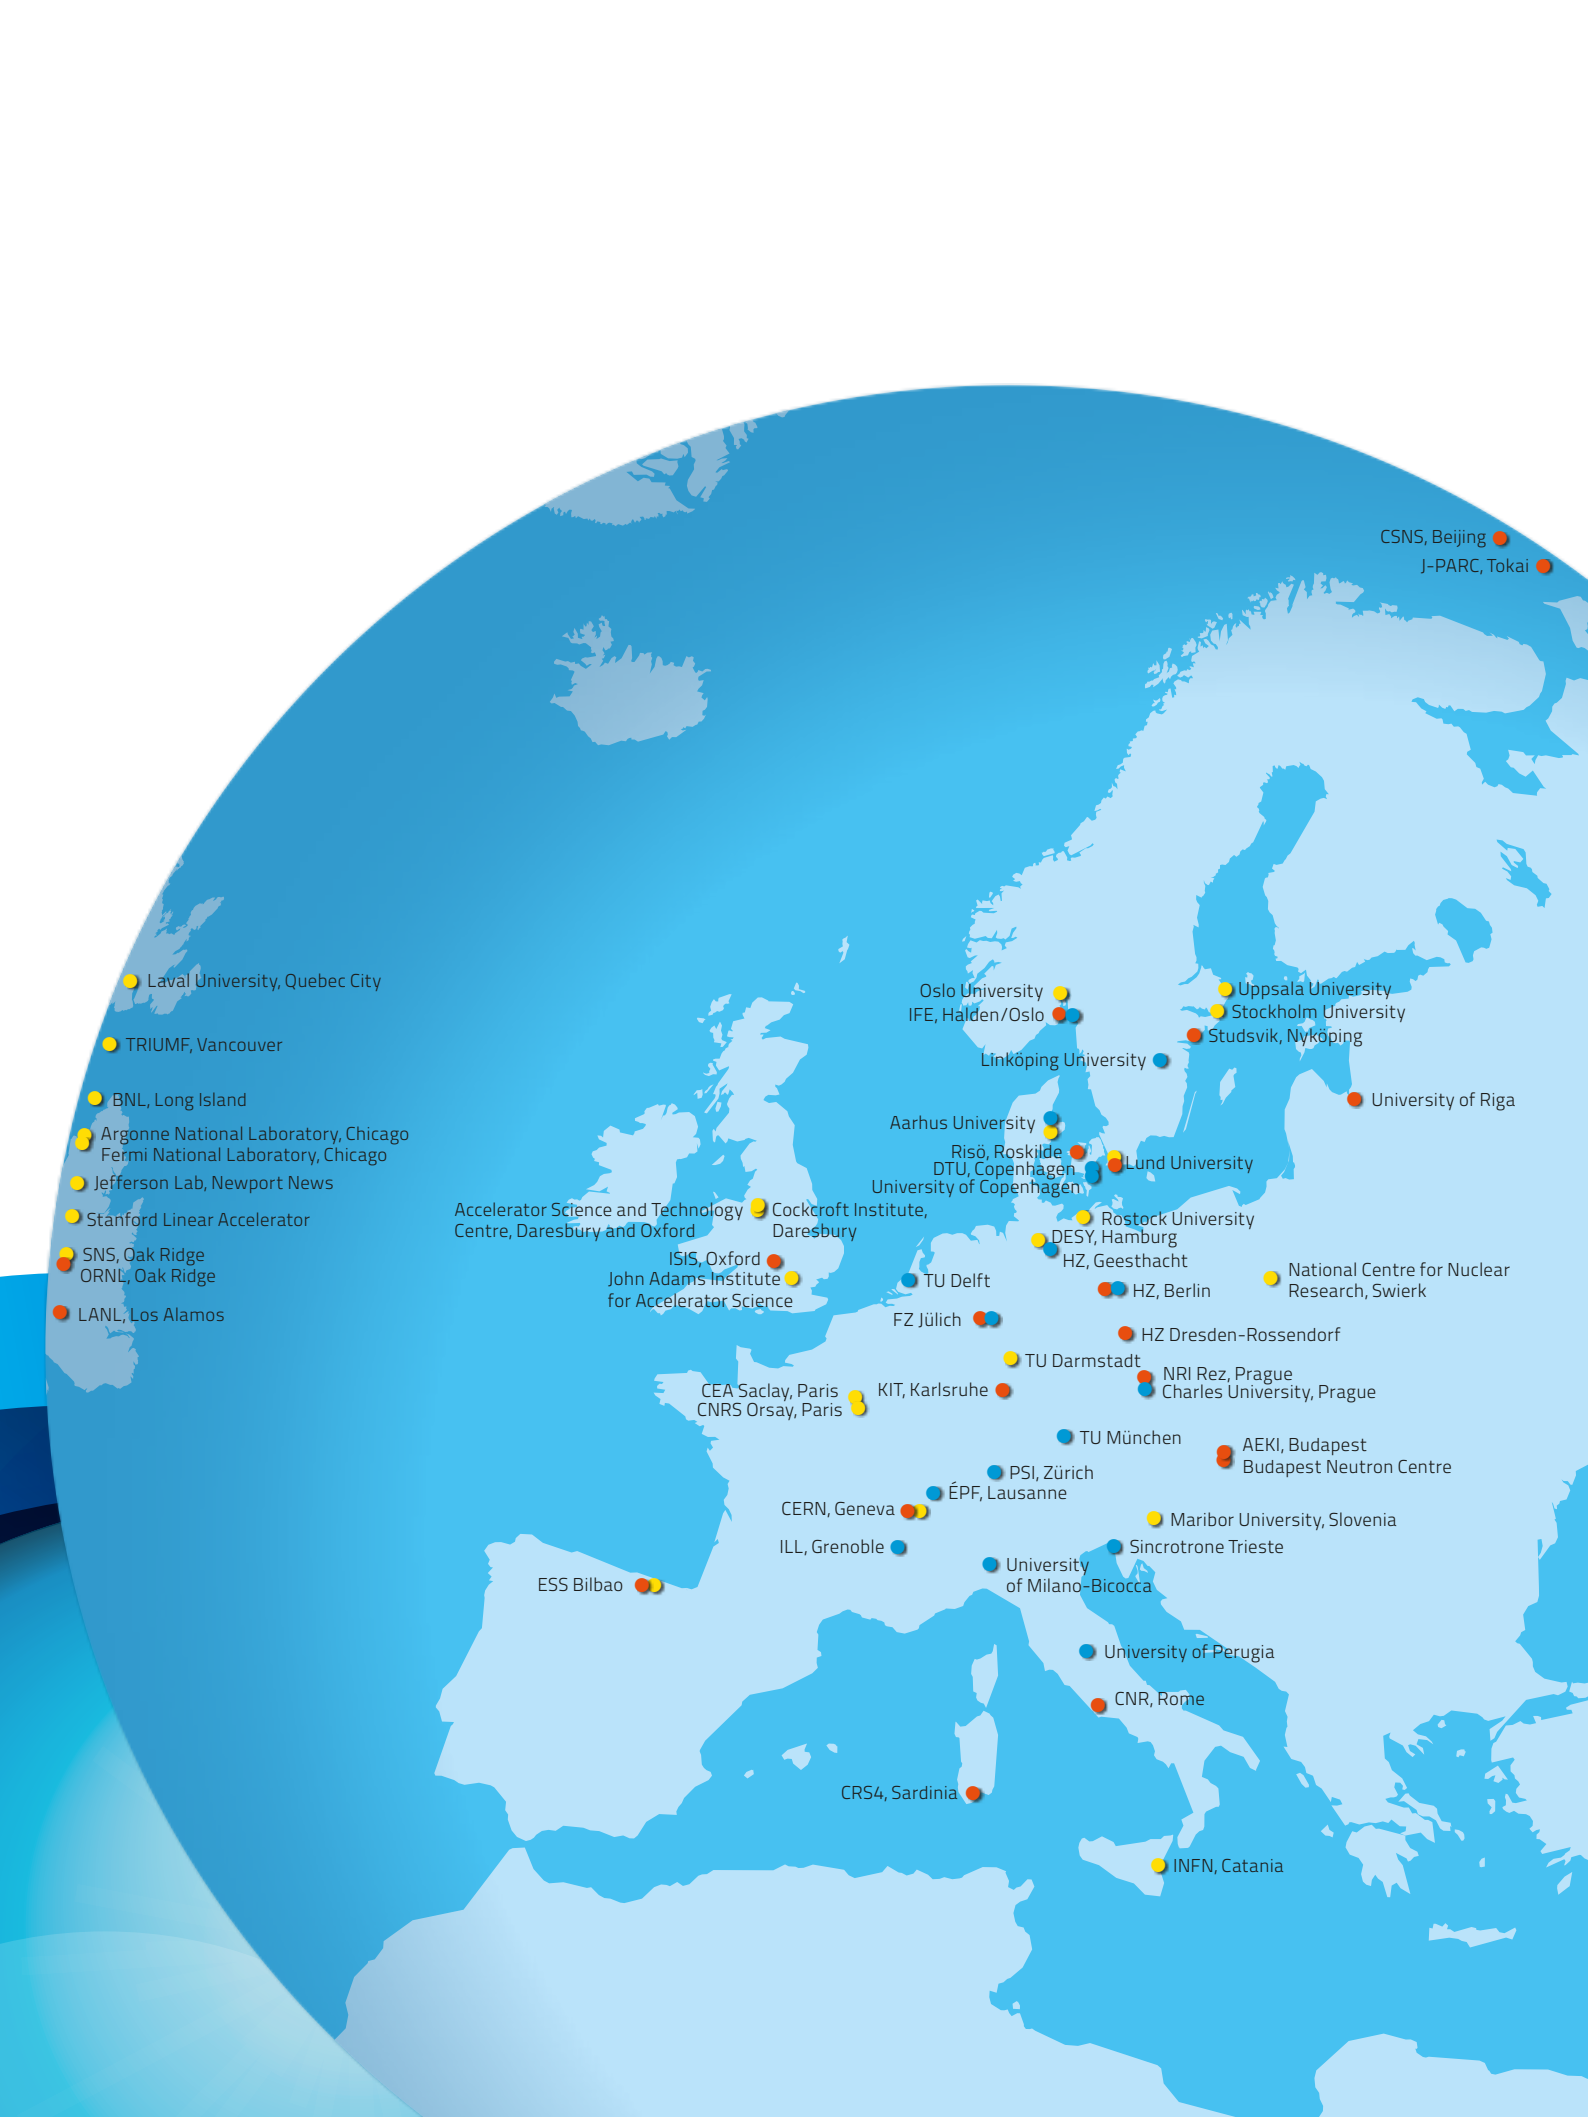 CSNS, Beijing
J-PARC, Tokai
Laval University, Quebec City
TRIUMF, Vancouver
BNL, Long Island
Argonne National Laboratory, Chicago
Fermi National Laboratory, Chicago
Jefferson Lab, Newport News
Stanford Linear Accelerator
SNS, Oak Ridge
ORNL, Oak Ridge
LANL, Los Alamos
Oslo University
IFE, Halden/Oslo
Linköping University
Uppsala University
Stockholm University
Studsvik, Nyköping
University of Riga
Aarhus University
Risö, Roskilde
DTU, Copenhagen
University of Copenhagen
Lund University
Accelerator Science and Technology
Centre, Daresbury and Oxford
Cockcroft Institute,
Daresbury
ISIS, Oxford
John Adams Institute
for Accelerator Science
Rostock University
DESY, Hamburg
HZ, Geesthacht
TU Delft
HZ, Berlin
National Centre for Nuclear
Research, Swierk
FZ Jülich
HZ Dresden-Rossendorf
TU Darmstadt
NRI Rez, Prague
Charles University, Prague
CEA Saclay, Paris
CNRS Orsay, Paris
KIT, Karlsruhe
TU München
AEKI, Budapest
Budapest Neutron Centre
PSI, Zürich
ÉPF, Lausanne
CERN, Geneva
Maribor University, Slovenia
ILL, Grenoble
Sincrotrone Trieste
University
of Milano-Bicocca
ESS Bilbao
University of Perugia
CNR, Rome
CRS4, Sardinia
INFN, Catania